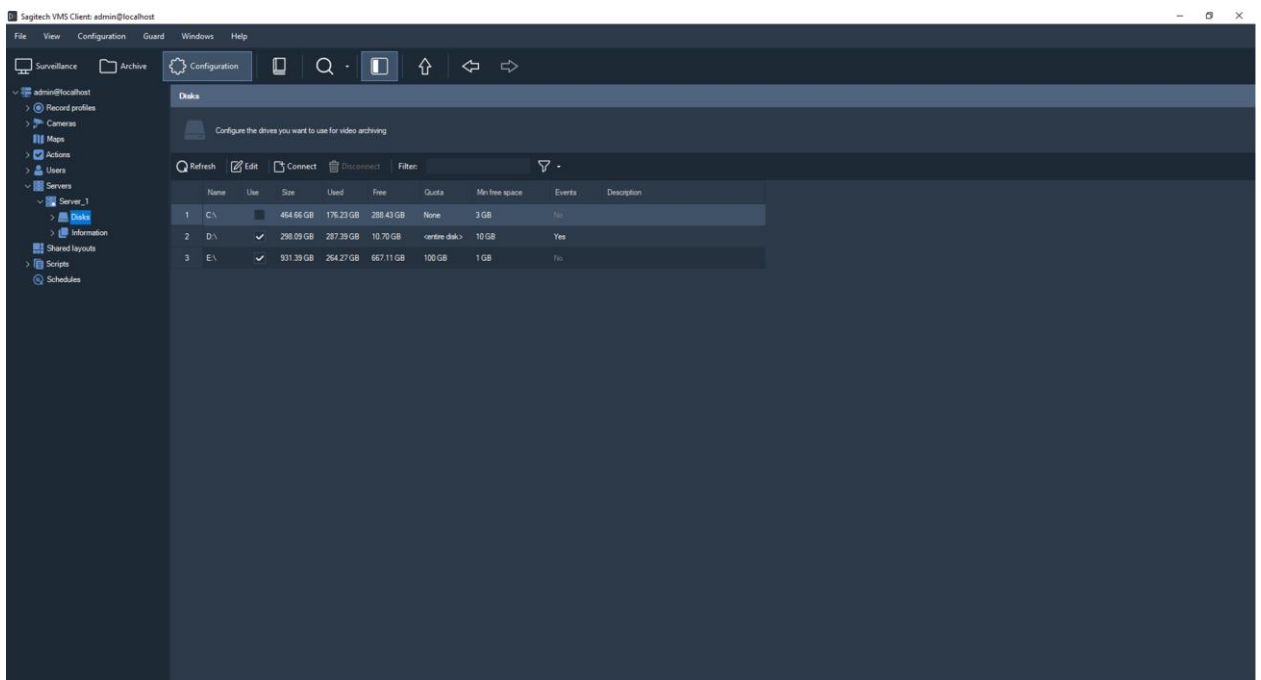 Sagitech VMS Client: admin@localhost
File View Configuration Guard Windows Help
Surveillance Archive Configuration
admin@localhost
Record profiles
Cameras
Maps
Actions
Users
Servers
Server_1
Disks
Information
Shared layouts
Scripts
Schedules
Disks
Configure the drives you want to use for video archiving
Refresh Edit Connect Disconnect Filter:
Name Use Size Used Free Quota Min free space Events Description
1 C:\ 464.66 GB 176.23 GB 288.43 GB None 3 GB No
2 D:\ 298.09 GB 287.39 GB 10.70 GB <entire disk> 10 GB Yes
3 E:\ 931.39 GB 264.27 GB 667.11 GB 100 GB 1 GB No